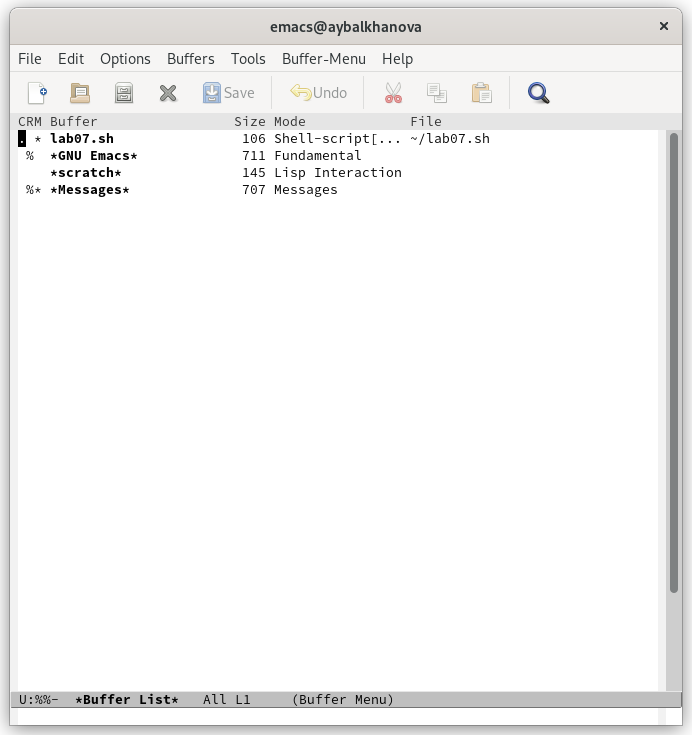 emacs@aybalkhanova ×
File Edit Options Buffers Tools Buffer-Menu Help
Save Undo
CRM Buffer Size Mode File
. * lab07.sh 106 Shell-script[... ~/lab07.sh
% *GNU Emacs* 711 Fundamental
*scratch* 145 Lisp Interaction
%* *Messages* 707 Messages
U:%%- *Buffer List* All L1 (Buffer Menu)